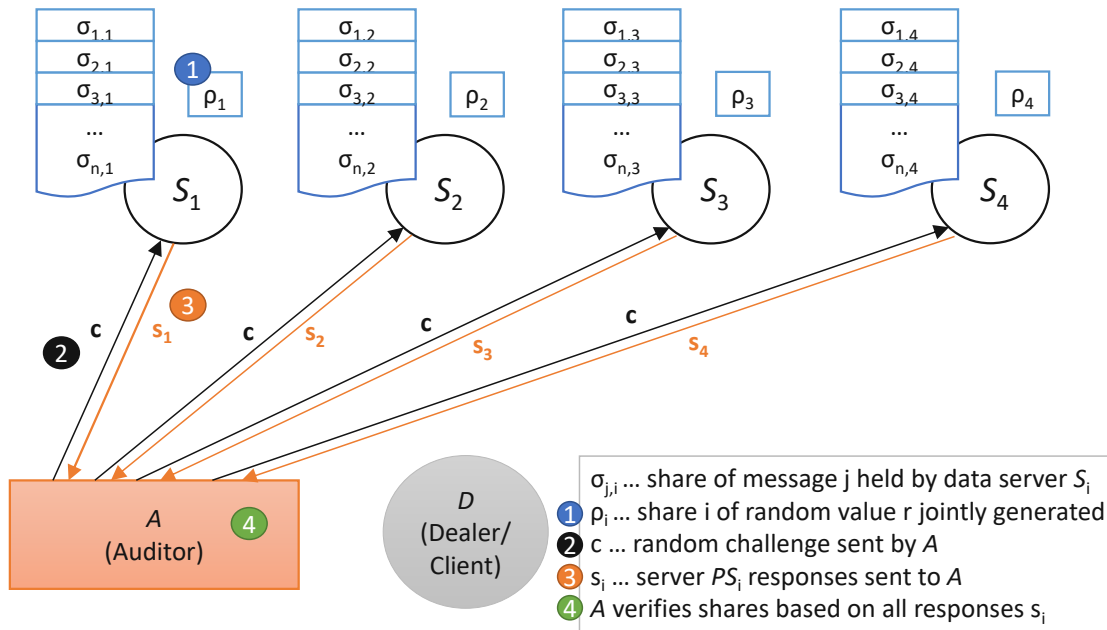 σ1,1 σ1,2 σ1,3 σ1,4
σ2,1 σ2,2 σ2,3 σ2,4
1
σ3,1 ρ1 σ3,2 ρ2 σ3,3 ρ3 σ3,4 ρ4
... ... ... ...
σn,1 σn,2 σn,3 σn,4
S1 S2 S3 S4
3
2 c s1 c s2 c s3 c s4
A
(Auditor)
4
D
(Dealer/
Client)
σj,i ... share of message j held by data server Si
1 ρi ... share i of random value r jointly generated
2 c ... random challenge sent by A
3 si ... server PSi responses sent to A
4 A verifies shares based on all responses si